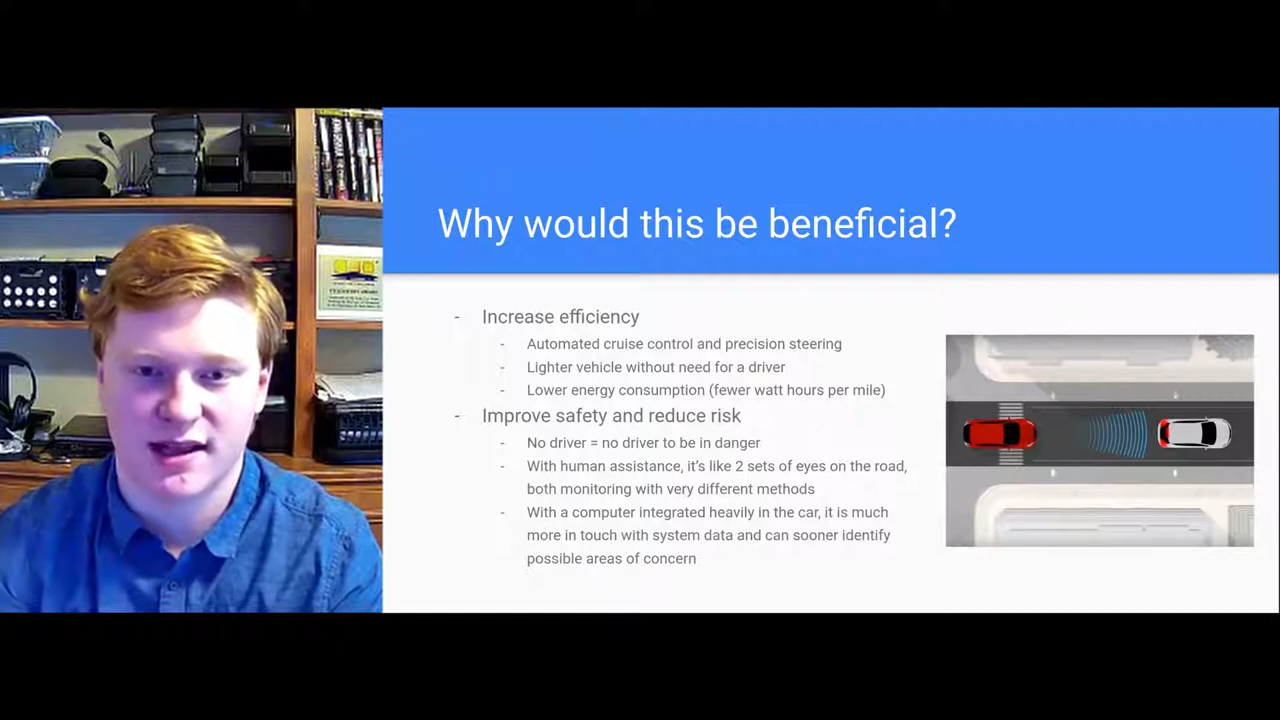 Why would this be beneficial?
- Increase efficiency
- Automated cruise control and precision steering
- Lighter vehicle without need for a driver
- Lower energy consumption (fewer watt hours per mile)
- Improve safety and reduce risk
- No driver = no driver to be in danger
- With human assistance, it's like 2 sets of eyes on the road,
both monitoring with very different methods
- With a computer integrated heavily in the car, it is much
more in touch with system data and can sooner identify
possible areas of concern